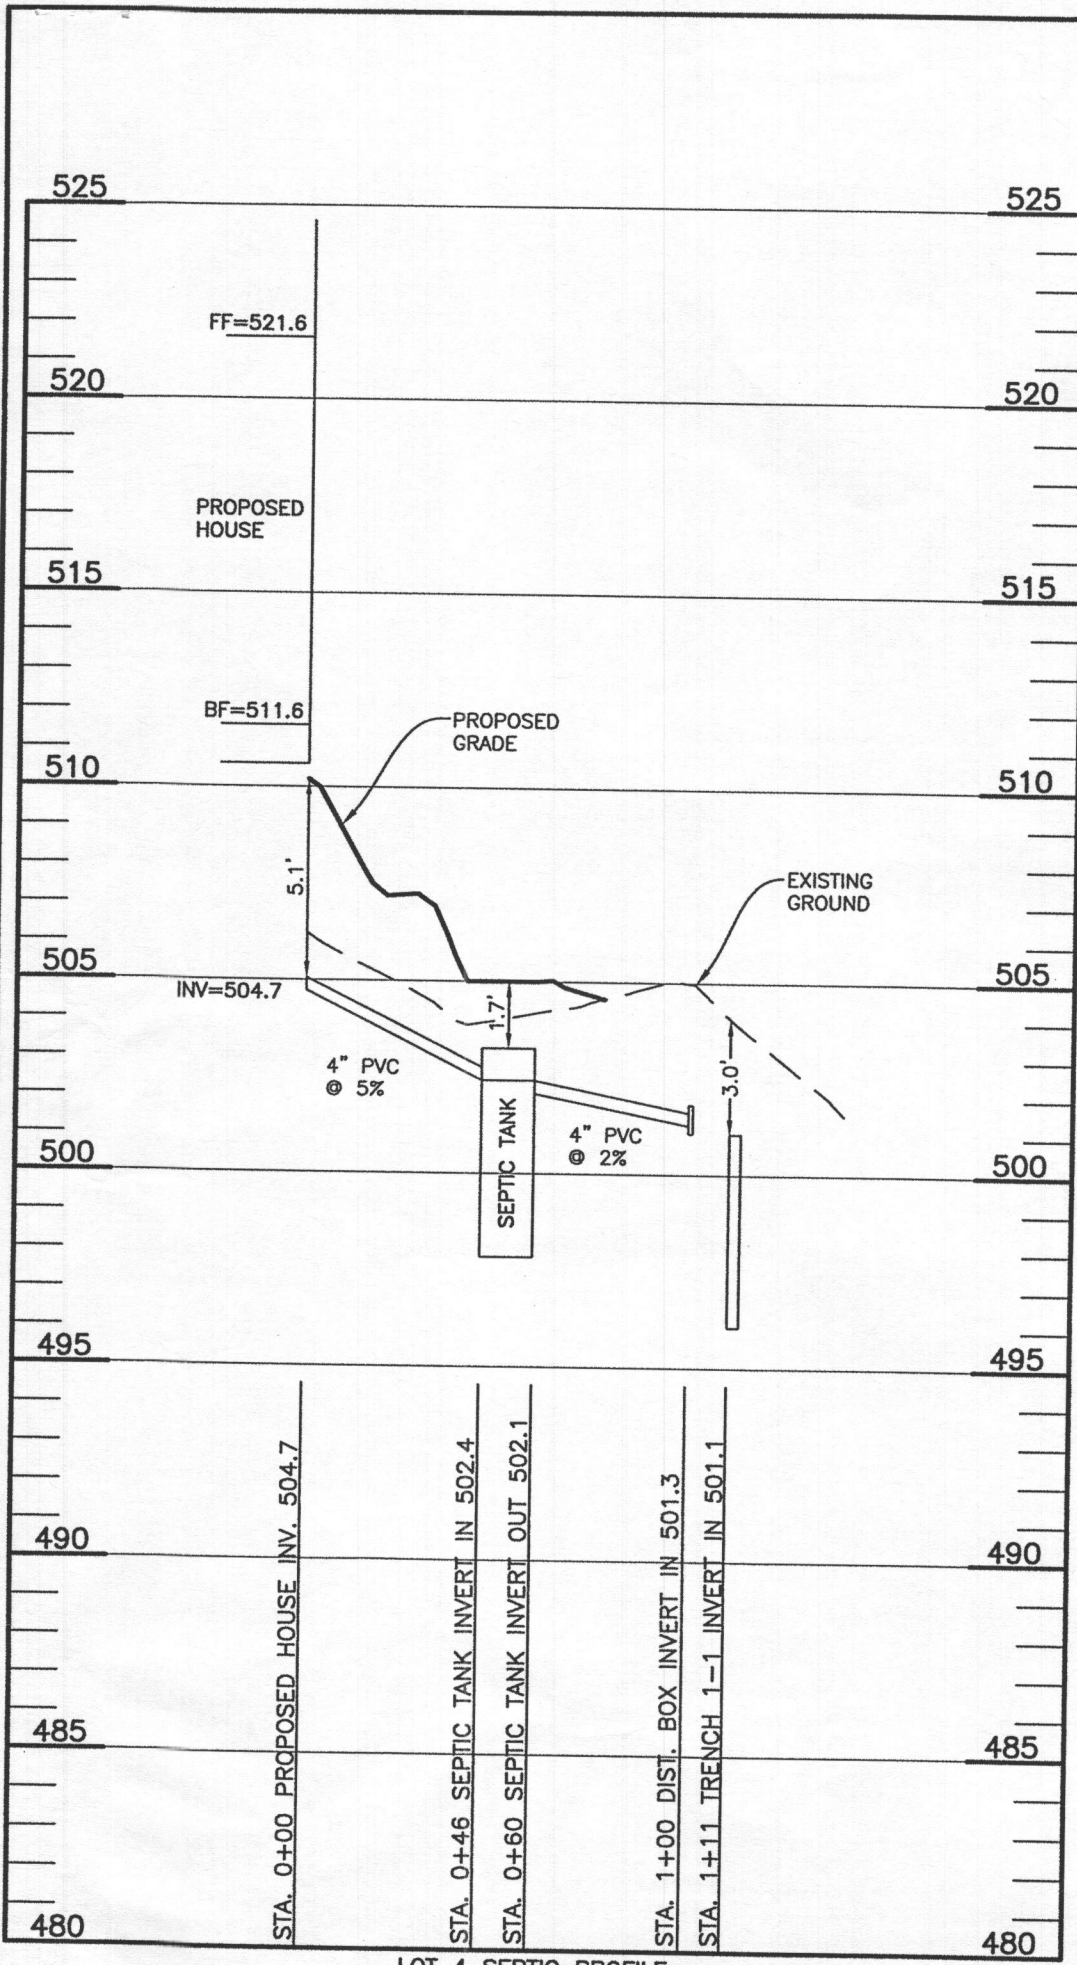 525 525
FF=521.6
520 520
PROPOSED
HOUSE
515 515
BF=511.6
PROPOSED
GRADE
510 510
5.1'
EXISTING
GROUND
505 505
INV=504.7
1.7'
4" PVC
@ 5%
3.0'
SEPTIC TANK
4" PVC
@ 2%
500 500
495 495
STA. 0+00 PROPOSED HOUSE INV. 504.7
STA. 0+46 SEPTIC TANK INVERT IN 502.4
STA. 0+60 SEPTIC TANK INVERT OUT 502.1
STA. 1+00 DIST. BOX INVERT IN 501.3
STA. 1+11 TRENCH 1-1 INVERT IN 501.1
490 490
485 485
480 480
LOT 4 SEPTIC PROFILE